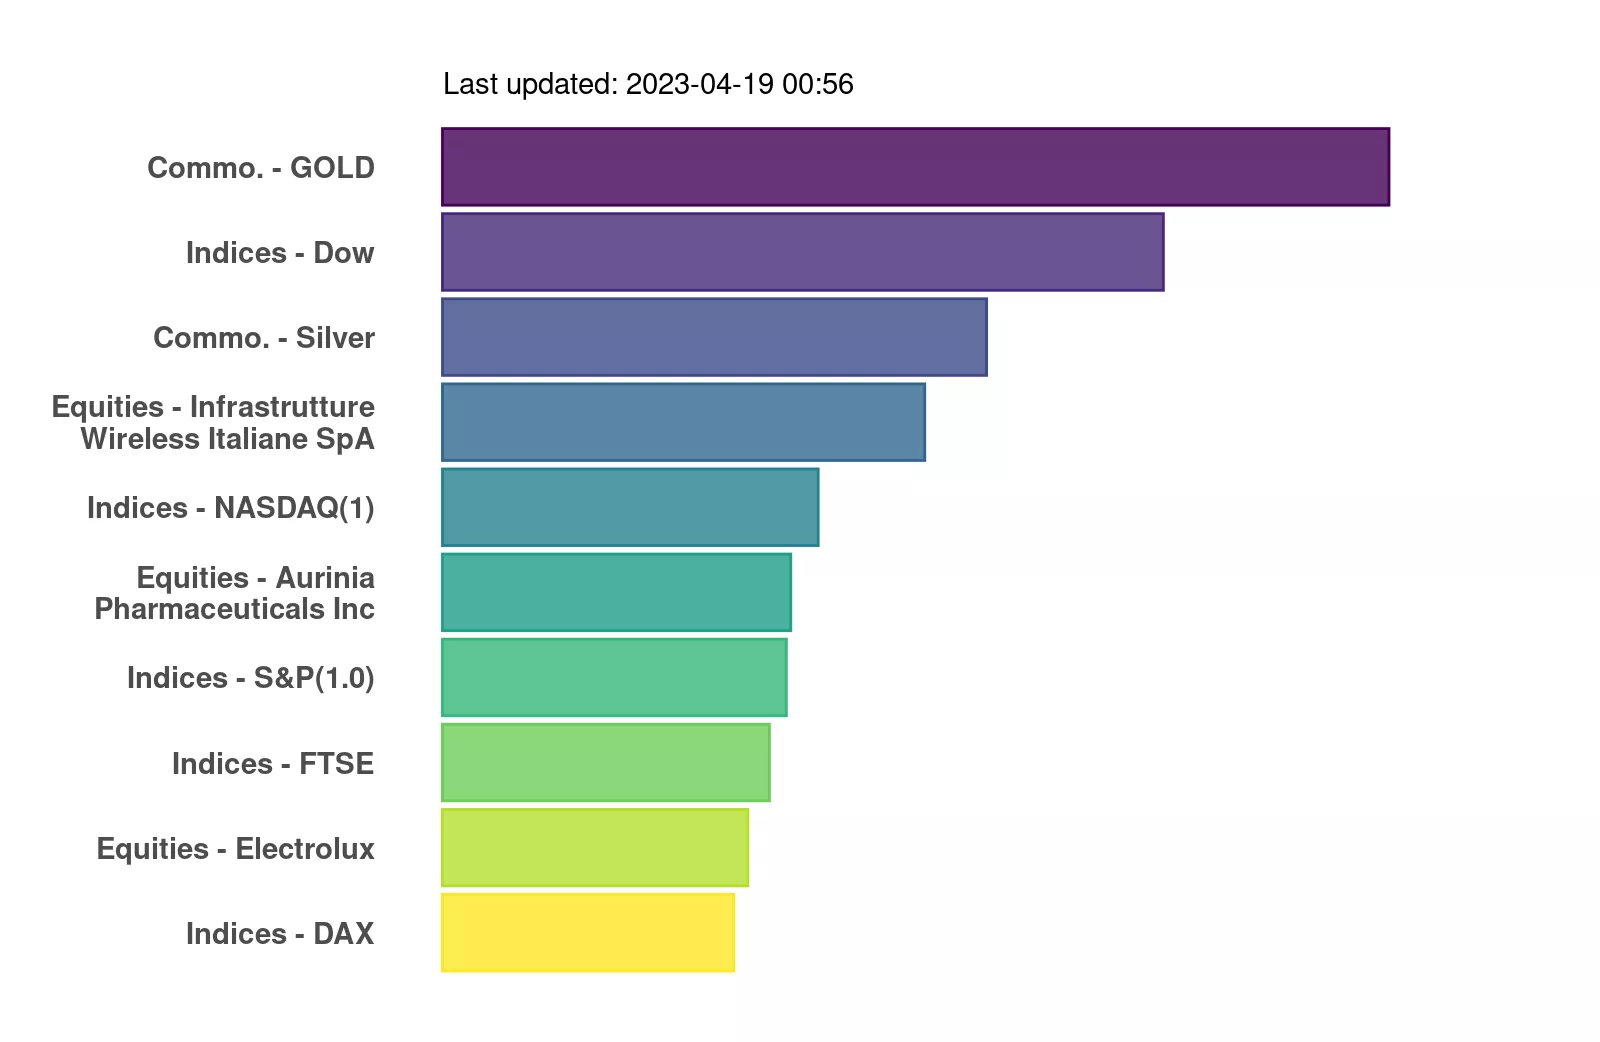 Last updated: 2023-04-19 00:56
Commo. - GOLD
Indices - Dow
Commo. - Silver
Equities - Infrastrutture
Wireless Italiane SpA
Indices - NASDAQ(1)
Equities - Aurinia
Pharmaceuticals Inc
Indices - S&P(1.0)
Indices - FTSE
Equities - Electrolux
Indices - DAX